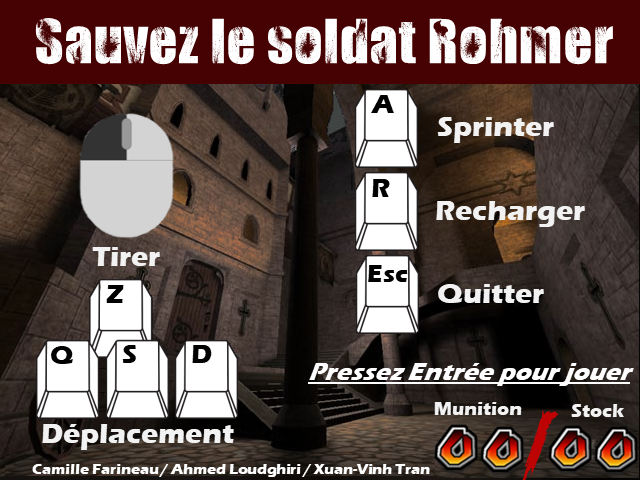 Sauvez le soldat Rohmer
A
Sprinter
R
Recharger
Esc
Quitter
Tirer
Z
Q S D
Déplacement
Pressez Entrée pour jouer
Munition Stock
Camille Farineau / Ahmed Loudghiri / Xuan-Vinh Tran